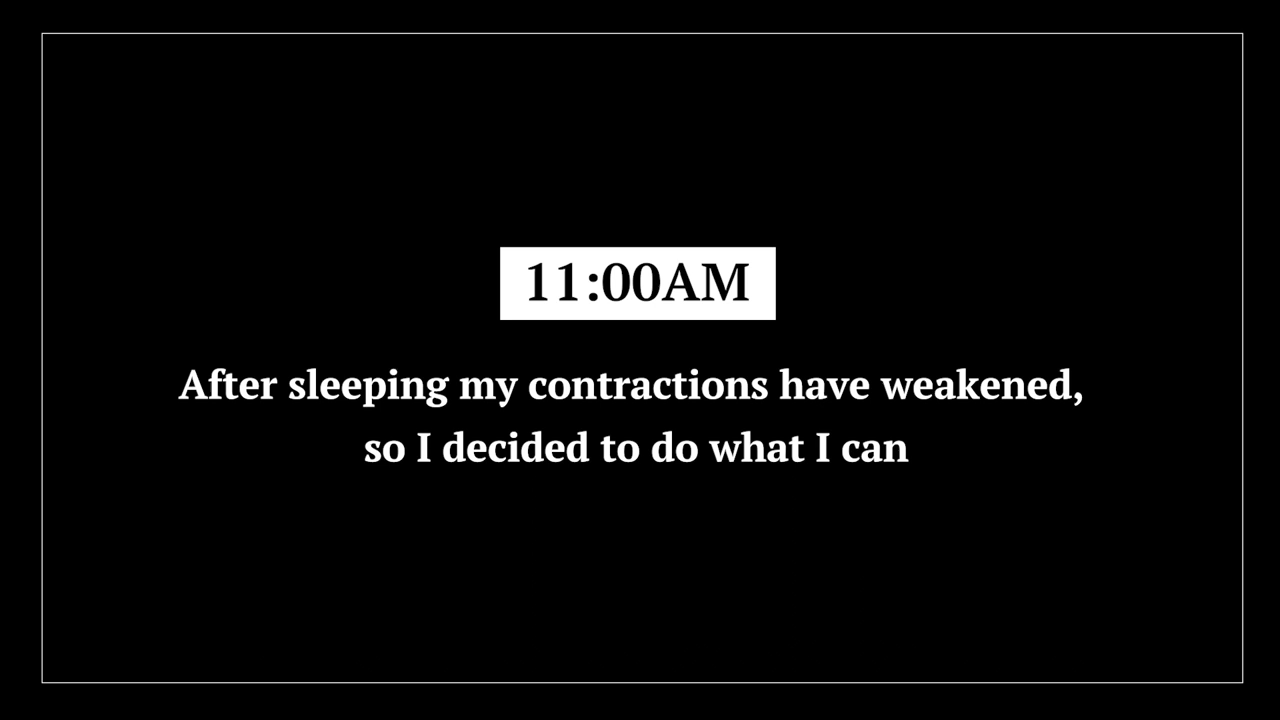 11:00AM
After sleeping my contractions have weakened,
so I decided to do what I can